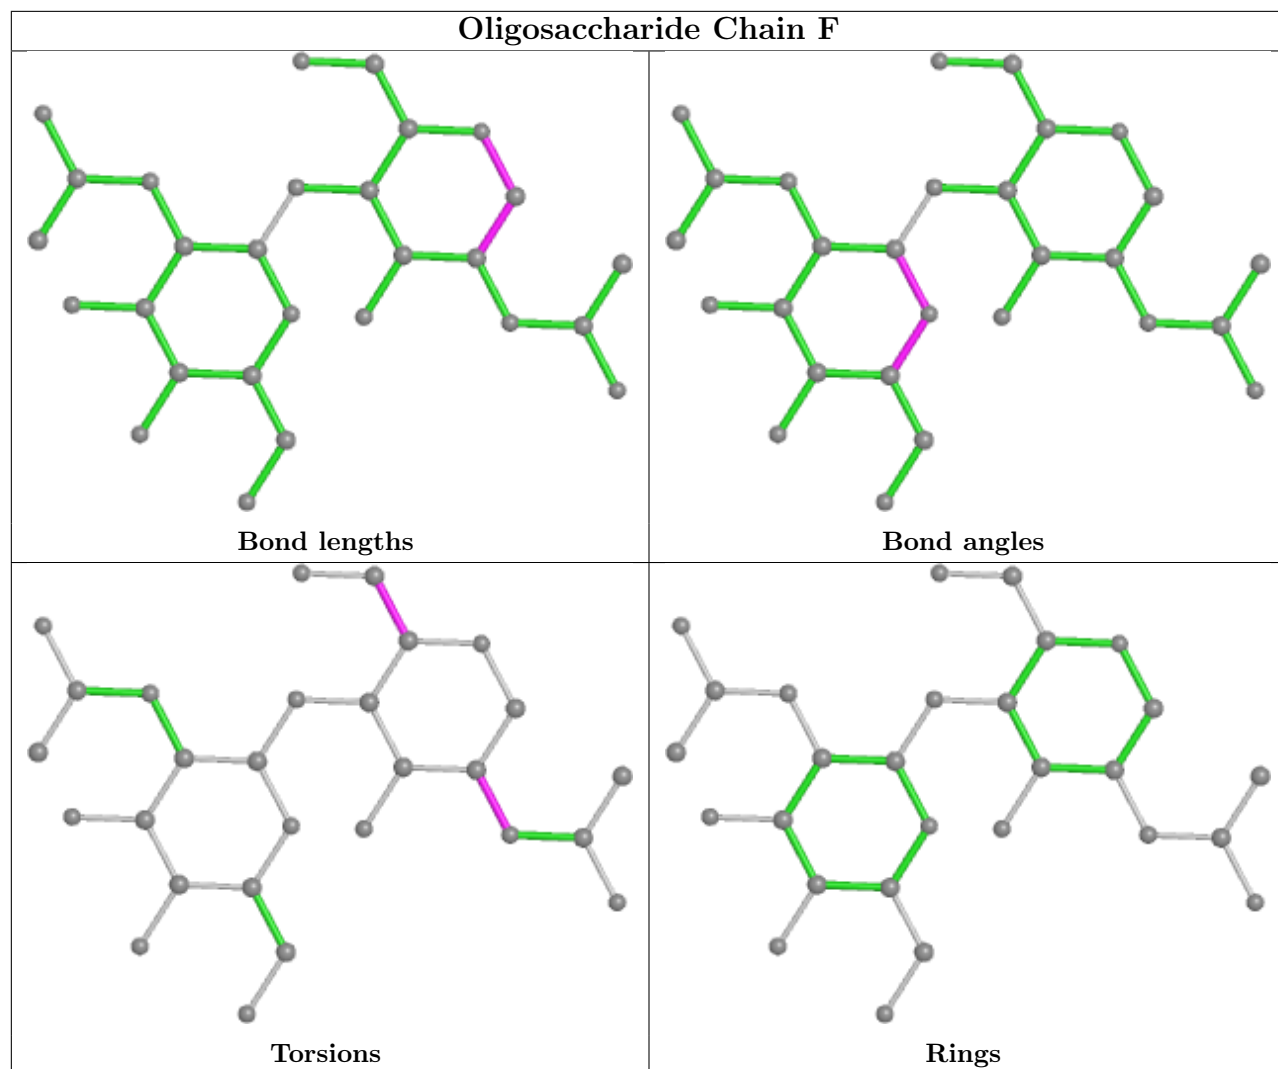 Oligosaccharide Chain F
Bond lengths
Bond angles
Torsions
Rings